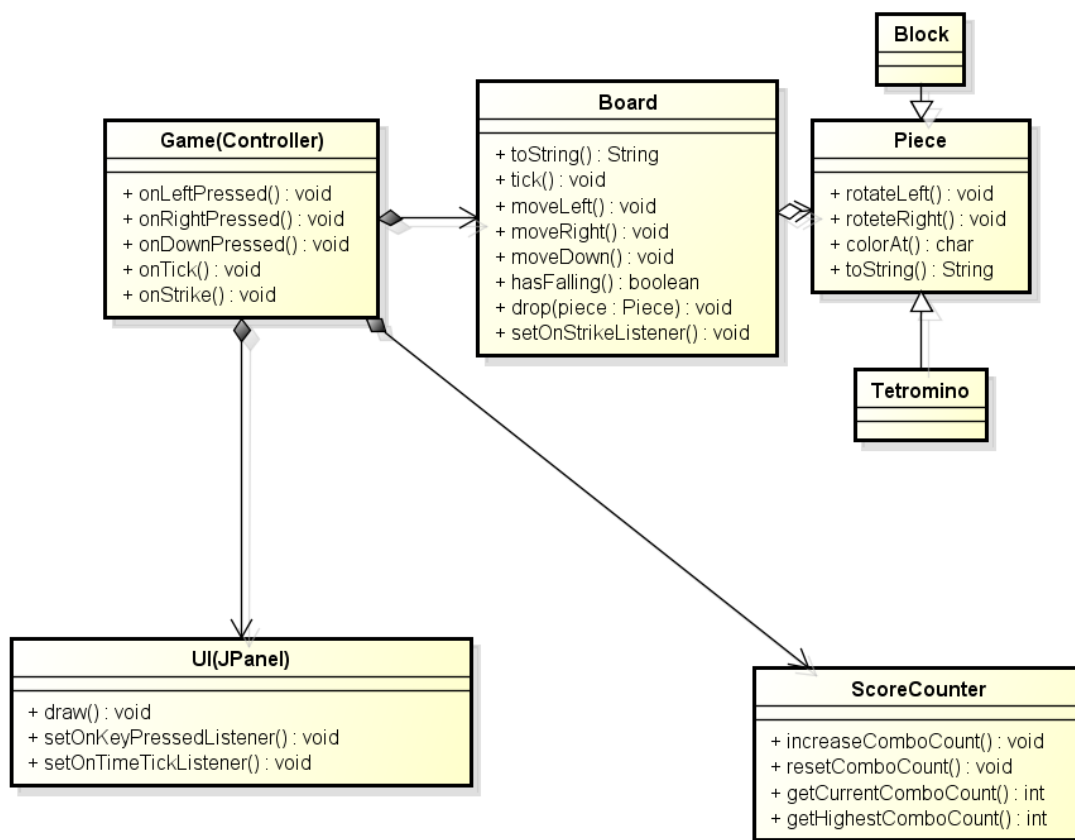 Block
Board
+ toString() : String
+ tick() : void
+ moveLeft() : void
+ moveRight() : void
+ moveDown() : void
+ hasFalling() : boolean
+ drop(piece : Piece) : void
+ setOnStrikeListener() : void
Game(Controller)
+ onLeftPressed() : void
+ onRightPressed() : void
+ onDownPressed() : void
+ onTick() : void
+ onStrike() : void
Piece
+ rotateLeft() : void
+ roteteRight() : void
+ colorAt() : char
+ toString() : String
Tetromino
UI(JPanel)
+ draw() : void
+ setOnKeyPressedListener() : void
+ setOnTimeTickListener() : void
ScoreCounter
+ increaseComboCount() : void
+ resetComboCount() : void
+ getCurrentComboCount() : int
+ getHighestComboCount() : int